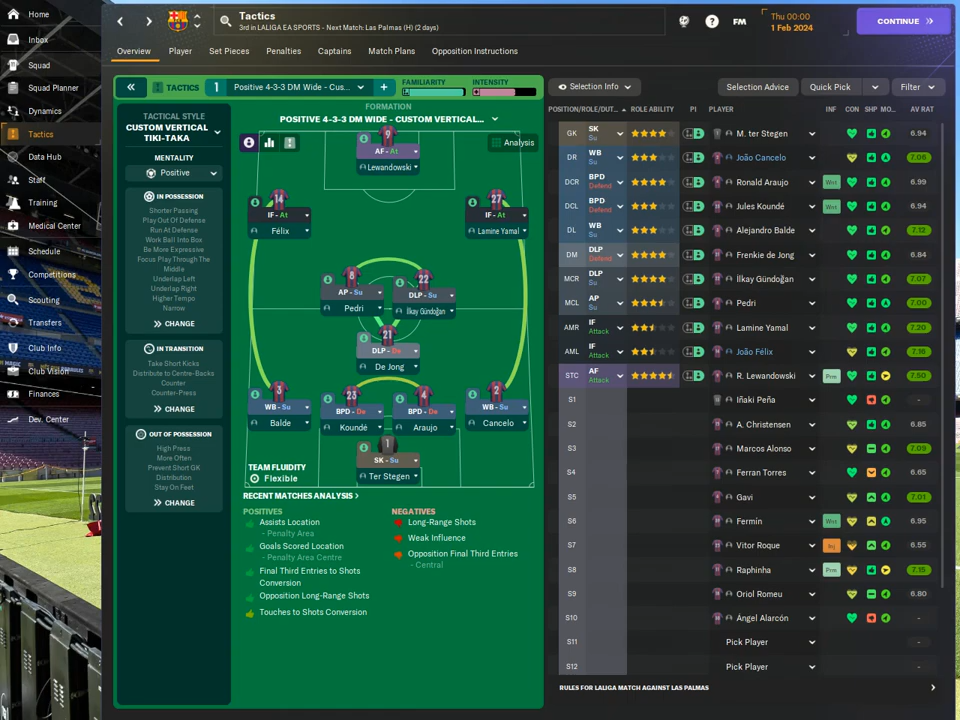 Home
Inbox
Squad
Squad Planner
Dynamics
Tactics
Data Hub
Staff
Training
Medical Center
Schedule
Competitions
Scouting
Transfers
Club Info
Club Vision
Finances
Dev. Center
Tactics
3rd in LALIGA EA SPORTS - Next Match: Las Palmas (H) (2 days)
FM
Thu 00:00
1 Feb 2024
CONTINUE
Overview Player Set Pieces Penalties Captains Match Plans Opposition Instructions
TACTICS 1 Positive 4-3-3 DM Wide - Cus... FAMILIARITY INTENSITY
TACTICAL STYLE
CUSTOM VERTICAL
TIKI-TAKA
MENTALITY
Positive
IN POSSESSION
Shorter Passing
Play Out Of Defense
Run At Defense
Work Ball Into Box
Be More Expressive
Focus Play Through The
Middle
Underlap Left
Underlap Right
Higher Tempo
Narrow
CHANGE
IN TRANSITION
Take Short Kicks
Distribute to Centre-Backs
Counter
Counter-Press
CHANGE
OUT OF POSSESSION
High Press
More Often
Prevent Short GK
Distribution
Stay On Feet
CHANGE
FORMATION
POSITIVE 4-3-3 DM WIDE - CUSTOM VERTICAL...
Analysis
9
AF - At
Lewandowski
14
IF - At
Félix
27
IF - At
Lamine Yamal
8
AP - Su
Pedri
22
DLP - Su
İlkay Gündoğan
21
DLP - De
De Jong
3
WB - Su
Balde
23
BPD - De
Koundé
4
BPD - De
Araujo
2
WB - Su
Cancelo
1
SK - Su
Ter Stegen
TEAM FLUIDITY
Flexible
RECENT MATCHES ANALYSIS
POSITIVES
Assists Location
- Penalty Area
Goals Scored Location
- Penalty Area Centre
Final Third Entries to Shots
Conversion
Opposition Long-Range Shots
Touches to Shots Conversion
NEGATIVES
Long-Range Shots
Weak Influence
Opposition Final Third Entries
- Central
Selection Info Selection Advice Quick Pick Filter
POSITION/ROLE/DUT... ROLE ABILITY PI PLAYER INF CON SHP MO... AV RAT
GK SK Su M. ter Stegen 6.94
DR WB Su João Cancelo 7.06
DCR BPD Defend Ronald Araujo Wnt 6.99
DCL BPD Defend Jules Koundé Wnt 6.94
DL WB Su Alejandro Balde 7.12
DM DLP Defend Frenkie de Jong 6.84
MCR DLP Su İlkay Gündoğan 7.07
MCL AP Su Pedri 7.00
AMR IF Attack Lamine Yamal 7.20
AML IF Attack João Félix 7.16
STC AF Attack R. Lewandowski Prm 7.50
S1 Iñaki Peña -
S2 A. Christensen 6.85
S3 Marcos Alonso 7.09
S4 Ferran Torres 6.65
S5 Gavi 7.01
S6 Fermín Wnt 6.95
S7 Vitor Roque Inj 6.55
S8 Raphinha Prm 7.15
S9 Oriol Romeu 6.80
S10 Ángel Alarcón -
S11 Pick Player -
S12 Pick Player -
RULES FOR LALIGA MATCH AGAINST LAS PALMAS